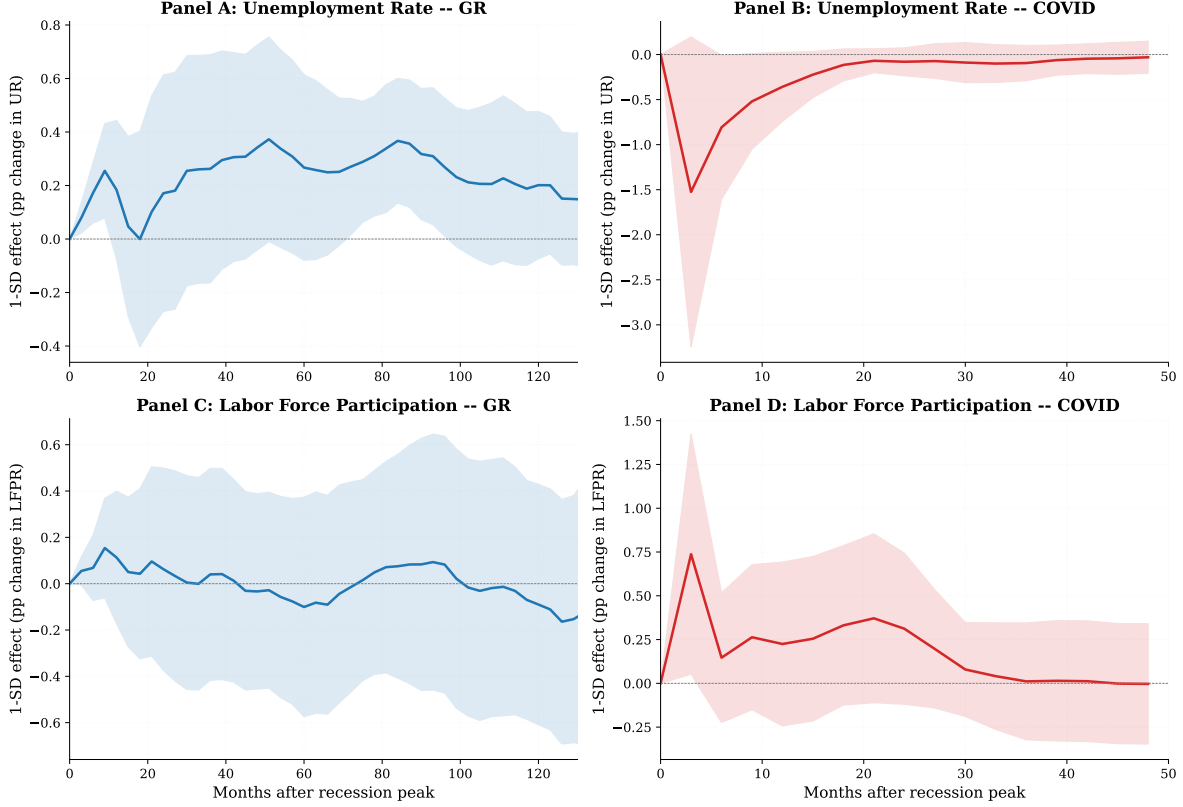 Panel A: Unemployment Rate -- GR
1-SD effect (pp change in UR)
0.8
0.6
0.4
0.2
0.0
−0.2
−0.4
0 20 40 60 80 100 120
Panel B: Unemployment Rate -- COVID
1-SD effect (pp change in UR)
0.0
−0.5
−1.0
−1.5
−2.0
−2.5
−3.0
0 10 20 30 40 50
Panel C: Labor Force Participation -- GR
1-SD effect (pp change in LFPR)
0.6
0.4
0.2
0.0
−0.2
−0.4
−0.6
0 20 40 60 80 100 120
Months after recession peak
Panel D: Labor Force Participation -- COVID
1-SD effect (pp change in LFPR)
1.50
1.25
1.00
0.75
0.50
0.25
0.00
−0.25
0 10 20 30 40 50
Months after recession peak